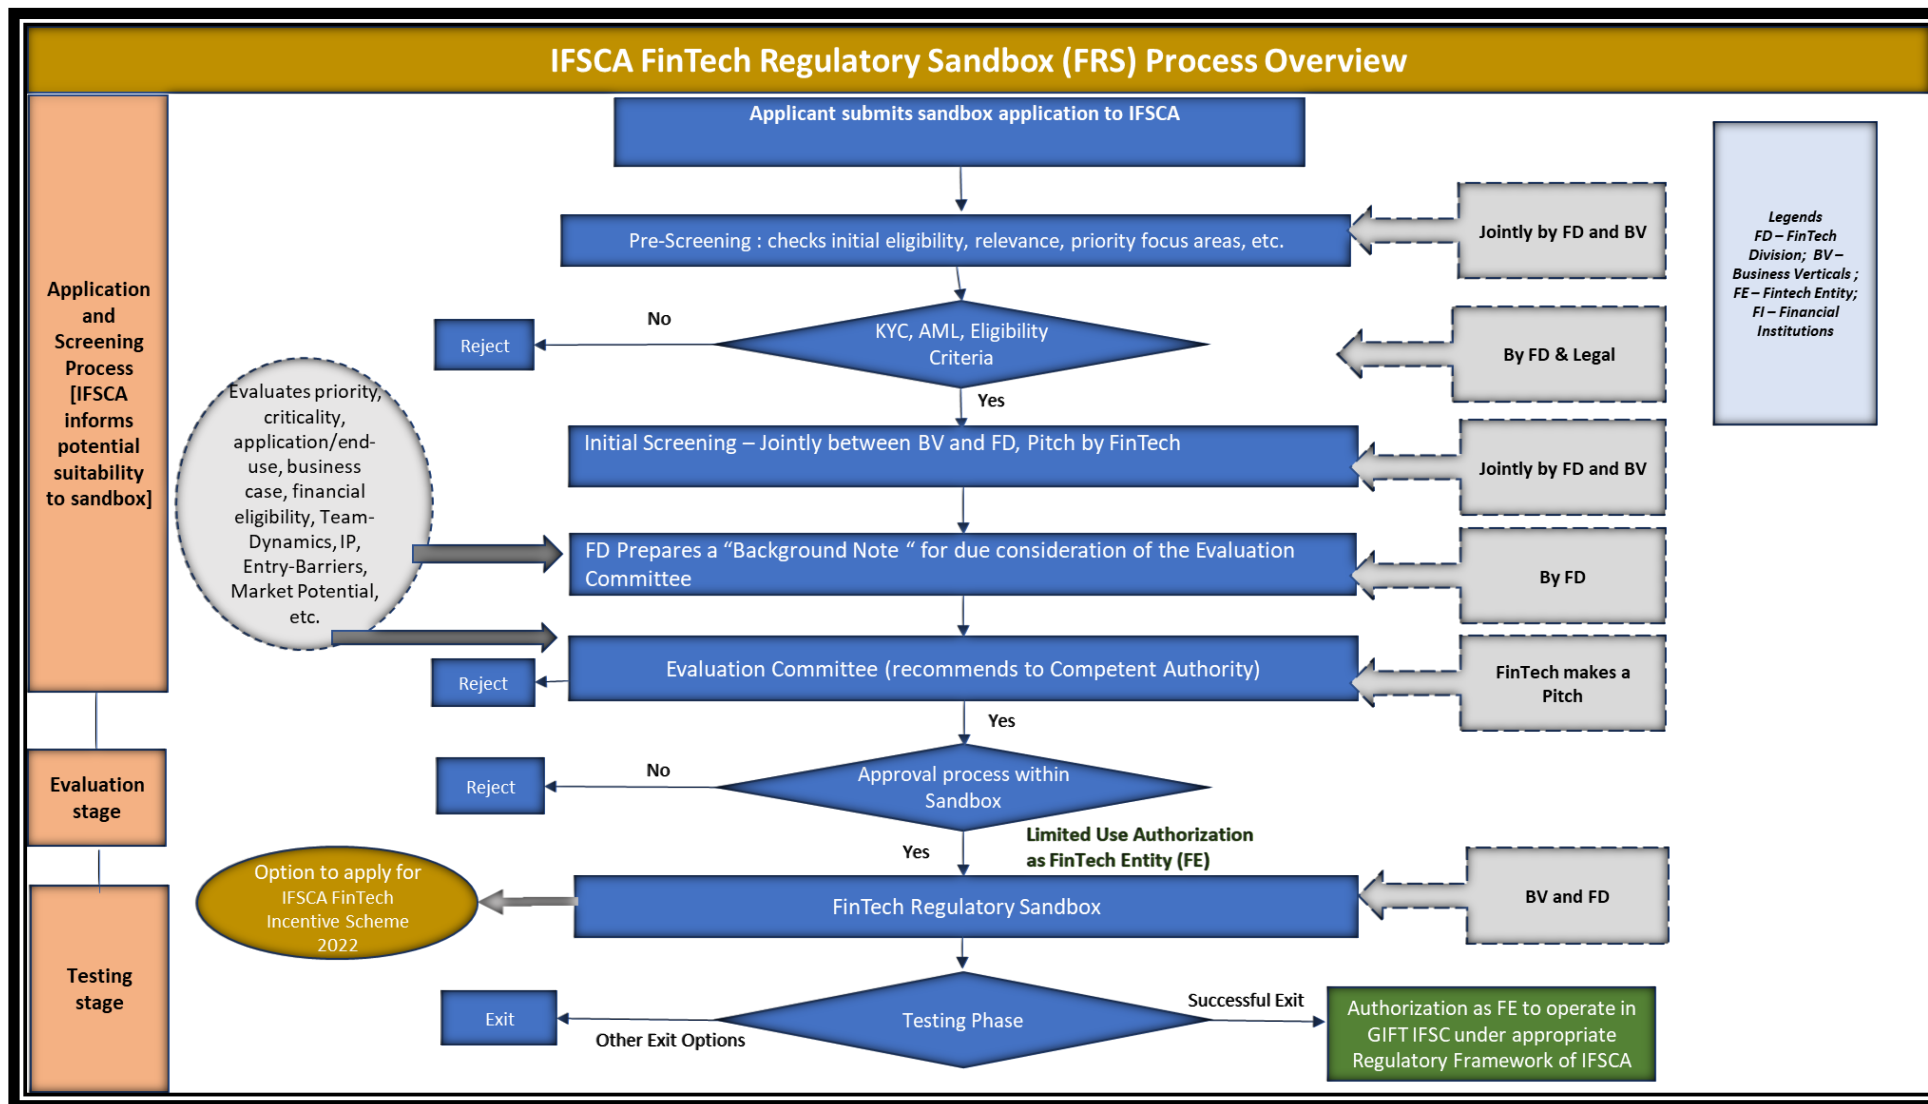 IFSCA FinTech Regulatory Sandbox (FRS) Process Overview
Applicant submits sandbox application to IFSCA
Legends
FD – FinTech
Division;  BV –
Business Verticals ;
FE – Fintech Entity;
FI – Financial
Institutions
Pre-Screening : checks initial eligibility, relevance, priority focus areas, etc.
Jointly by FD and BV
Application
and
Screening
Process
[IFSCA
informs
potential
suitability
to sandbox]
No
Reject
KYC, AML, Eligibility
Criteria
By FD & Legal
Yes
Evaluates priority,
criticality,
application/end-
use, business
case, financial
eligibility, Team-
Dynamics, IP,
Entry-Barriers,
Market Potential,
etc.
Initial Screening – Jointly between BV and FD, Pitch by FinTech
Jointly by FD and BV
FD Prepares a “Background Note “ for due consideration of the Evaluation
Committee
By FD
Evaluation Committee (recommends to Competent Authority)
Reject
FinTech makes a
Pitch
Yes
Evaluation
stage
No
Reject
Approval process within
Sandbox
Yes
Limited Use Authorization
as FinTech Entity (FE)
Option to apply for
IFSCA FinTech
Incentive Scheme
2022
FinTech Regulatory Sandbox
BV and FD
Testing
stage
Exit
Other Exit Options
Testing Phase
Successful Exit
Authorization as FE to operate in
GIFT IFSC under appropriate
Regulatory Framework of IFSCA